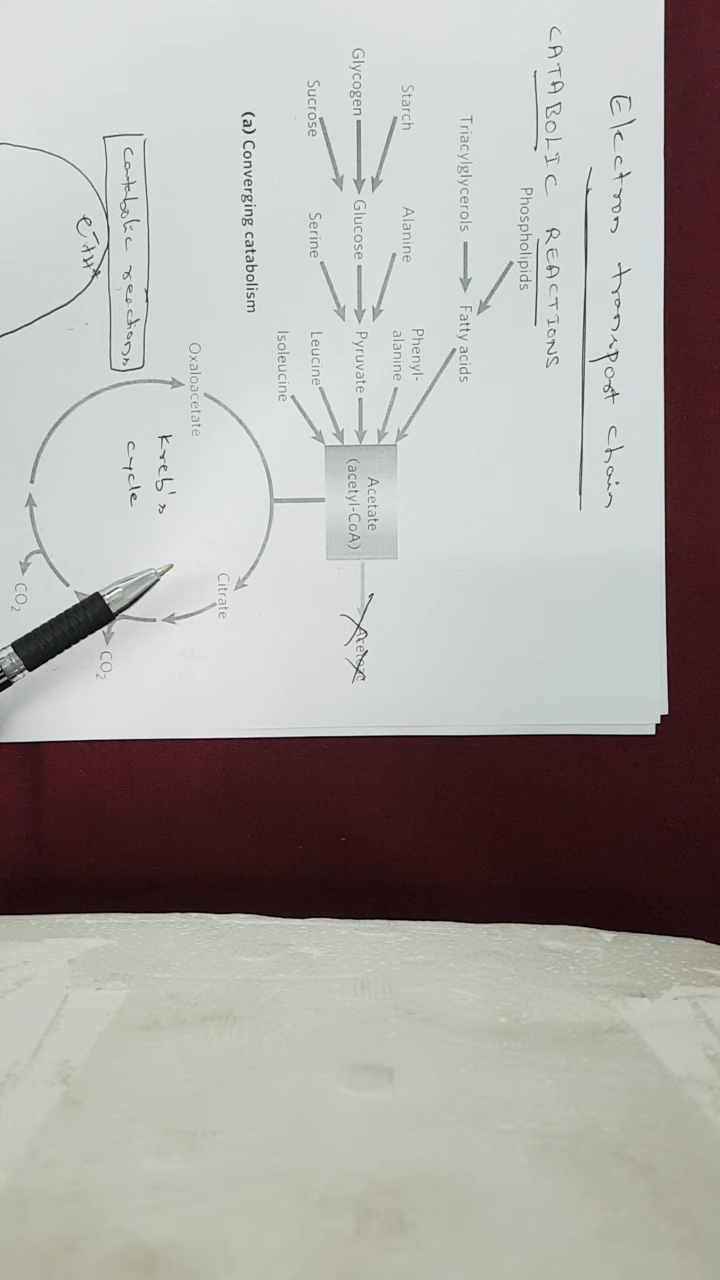 Electron transport chain
CATABOLIC REACTIONS
Phospholipids
Triacylglycerols
Fatty acids
Starch
Alanine
Phenyl-
alanine
Glycogen
Glucose
Pyruvate
Acetate
(acetyl-CoA)
Sucrose
Serine
Leucine
Isoleucine
(a) Converging catabolism
Oxaloacetate
Citrate
Kreb's
cycle
CO2
CO2
Catabolic reactions